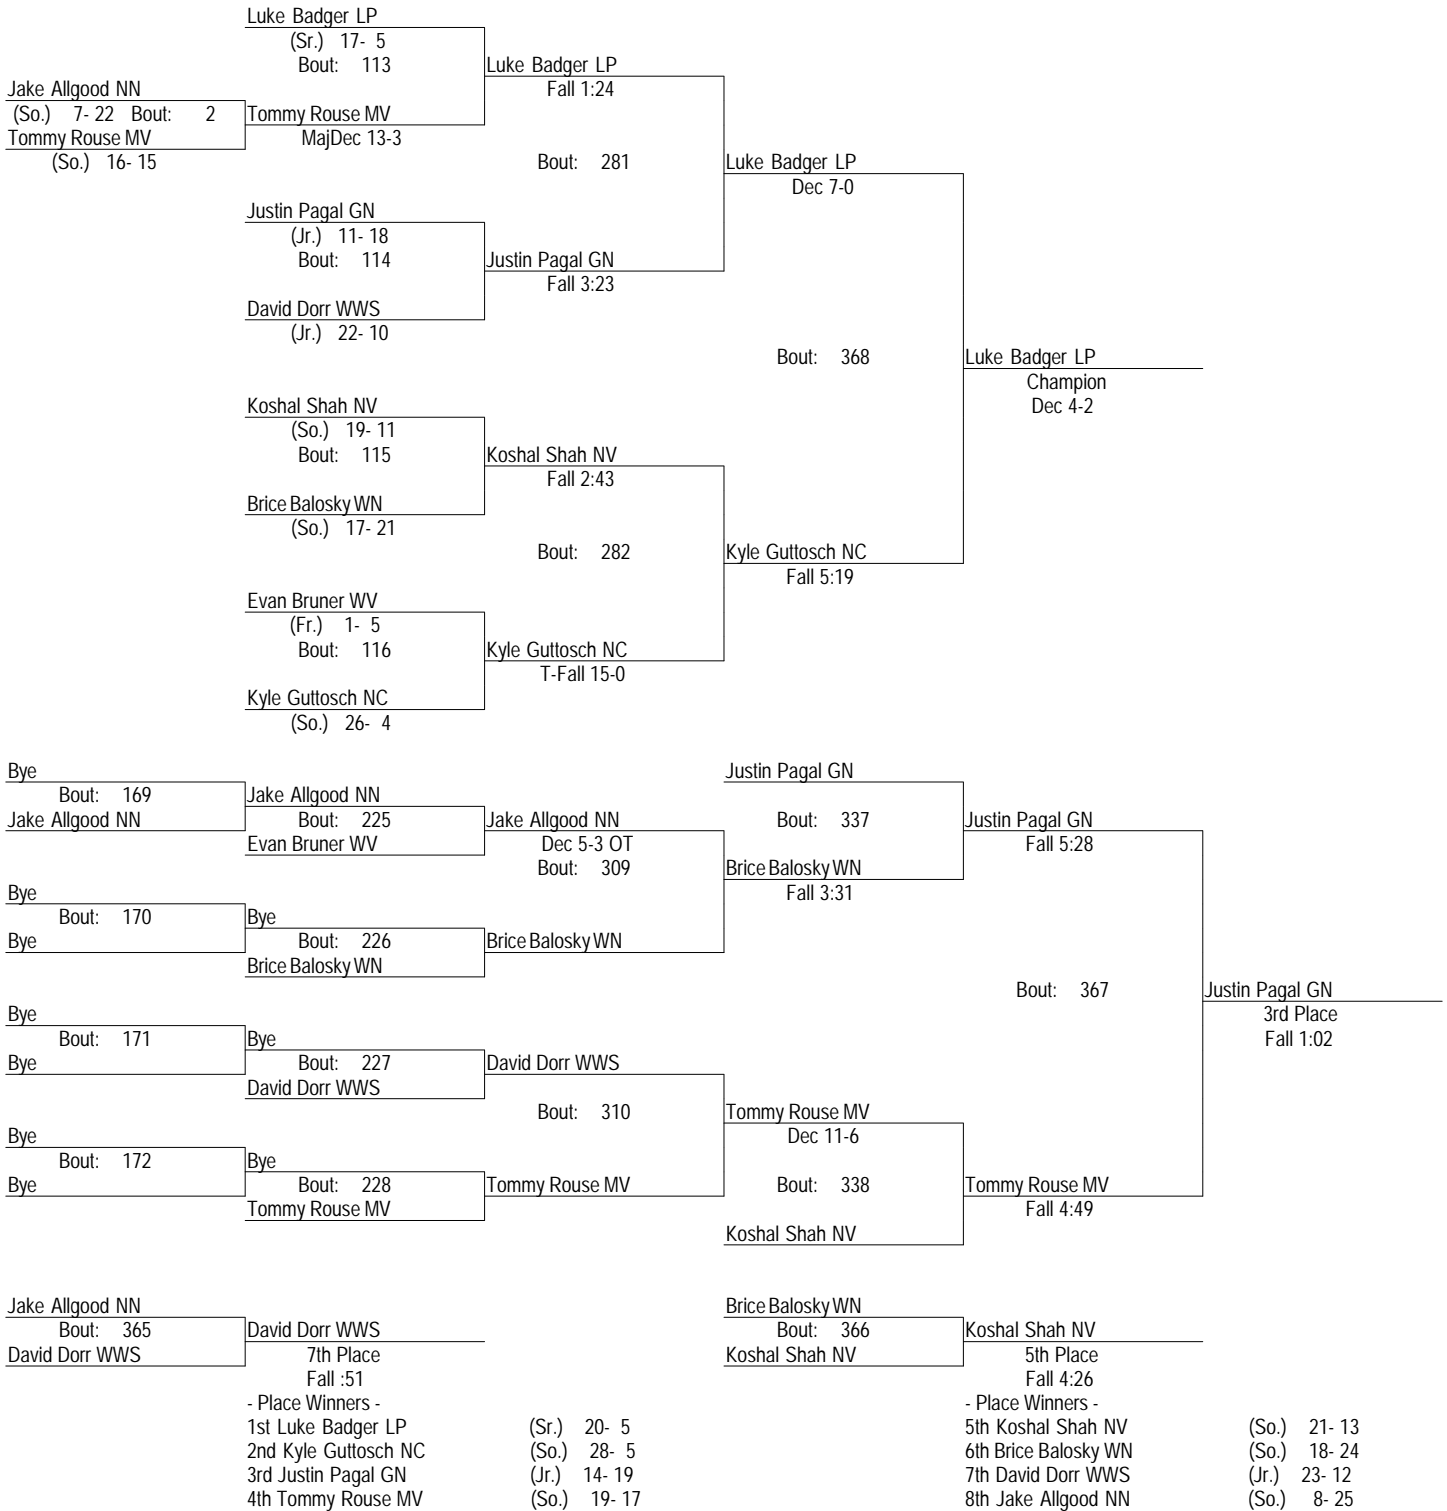 Luke Badger LP
(Sr.) 17- 5
Bout: 113
Luke Badger LP
Fall 1:24
Jake Allgood NN
(So.) 7- 22 Bout: 2
Tommy Rouse MV
MajDec 13-3
Tommy Rouse MV
(So.) 16- 15
Bout: 281
Luke Badger LP
Dec 7-0
Justin Pagal GN
(Jr.) 11- 18
Bout: 114
Justin Pagal GN
Fall 3:23
David Dorr WWS
(Jr.) 22- 10
Bout: 368
Luke Badger LP
Champion
Dec 4-2
Koshal Shah NV
(So.) 19- 11
Bout: 115
Koshal Shah NV
Fall 2:43
Brice Balosky WN
(So.) 17- 21
Bout: 282
Kyle Guttosch NC
Fall 5:19
Evan Bruner WV
(Fr.) 1- 5
Bout: 116
Kyle Guttosch NC
T-Fall 15-0
Kyle Guttosch NC
(So.) 26- 4
Bye
Bout: 169
Jake Allgood NN
Jake Allgood NN
Bout: 225
Evan Bruner WV
Jake Allgood NN
Dec 5-3 OT
Bout: 309
Justin Pagal GN
Bout: 337
Justin Pagal GN
Fall 5:28
Brice Balosky WN
Fall 3:31
Bye
Bout: 170
Bye
Bye
Bout: 226
Brice Balosky WN
Brice Balosky WN
Bout: 367
Justin Pagal GN
3rd Place
Fall 1:02
Bye
Bout: 171
Bye
Bye
Bout: 227
David Dorr WWS
David Dorr WWS
Bout: 310
Tommy Rouse MV
Dec 11-6
Bye
Bout: 172
Bye
Bye
Bout: 228
Tommy Rouse MV
Tommy Rouse MV
Bout: 338
Tommy Rouse MV
Fall 4:49
Koshal Shah NV
Jake Allgood NN
Bout: 365
David Dorr WWS
David Dorr WWS
7th Place
Fall :51
Brice Balosky WN
Bout: 366
Koshal Shah NV
Koshal Shah NV
5th Place
Fall 4:26
- Place Winners -
1st Luke Badger LP (Sr.) 20- 5
2nd Kyle Guttosch NC (So.) 28- 5
3rd Justin Pagal GN (Jr.) 14- 19
4th Tommy Rouse MV (So.) 19- 17
- Place Winners -
5th Koshal Shah NV (So.) 21- 13
6th Brice Balosky WN (So.) 18- 24
7th David Dorr WWS (Jr.) 23- 12
8th Jake Allgood NN (So.) 8- 25